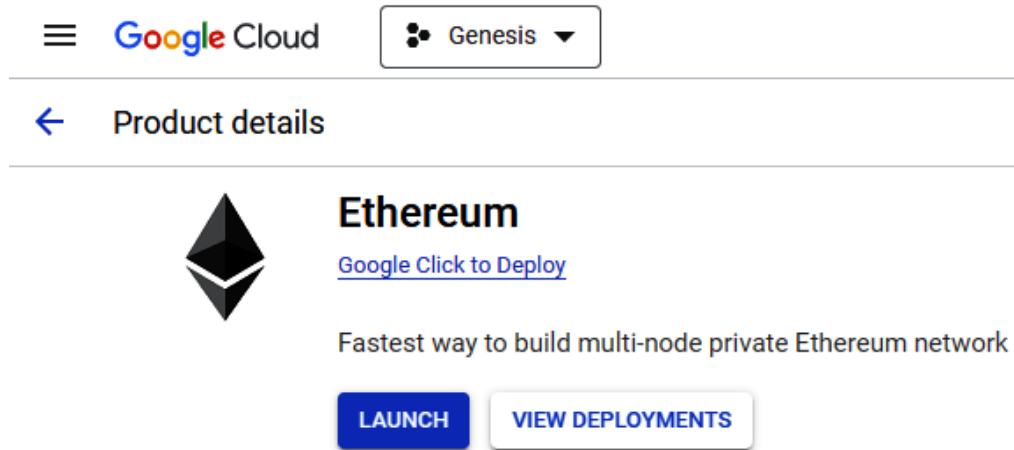 Google Cloud
Genesis
Product details
Ethereum
Google Click to Deploy
Fastest way to build multi-node private Ethereum network
LAUNCH
VIEW DEPLOYMENTS